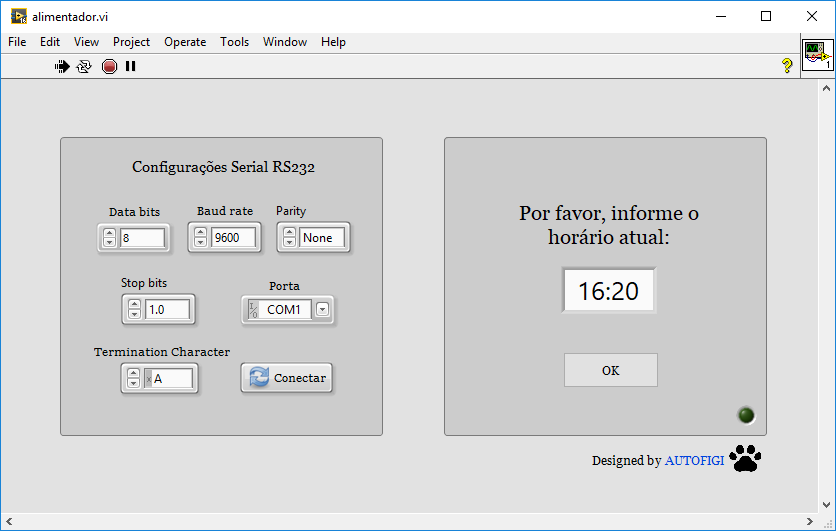 alimentador.vi
File Edit View Project Operate Tools Window Help
?
1
Configurações Serial RS232
Data bits
Baud rate
Parity
8
9600
None
Stop bits
Porta
1.0
I/O
COM1
Termination Character
x
A
Conectar
Por favor, informe o
horário atual:
16:20
OK
Designed by AUTOFIGI